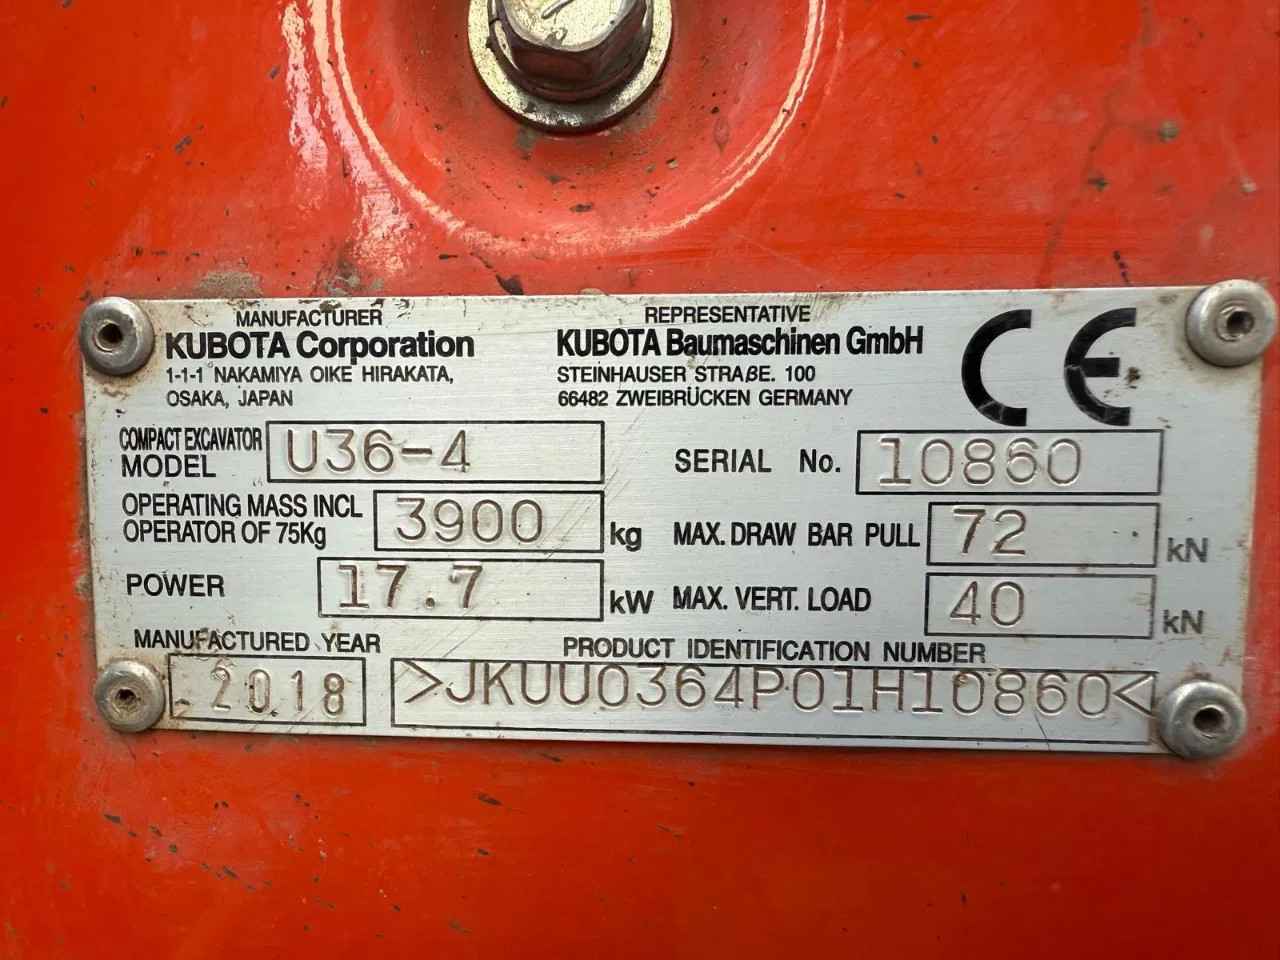 MANUFACTURER
KUBOTA Corporation
1-1-1 NAKAMIYA OIKE HIRAKATA,
OSAKA, JAPAN
REPRESENTATIVE
KUBOTA Baumaschinen GmbH
STEINHAUSER STRAßE. 100
66482 ZWEIBRÜCKEN GERMANY
CE
COMPACT EXCAVATOR
MODEL U36-4
SERIAL No. 10860
OPERATING MASS INCL
OPERATOR OF 75Kg 3900 kg
MAX. DRAW BAR PULL 72 kN
POWER 17.7 kW
MAX. VERT. LOAD 40 kN
MANUFACTURED YEAR
2018
PRODUCT IDENTIFICATION NUMBER
>JKUU0364P01H10860<